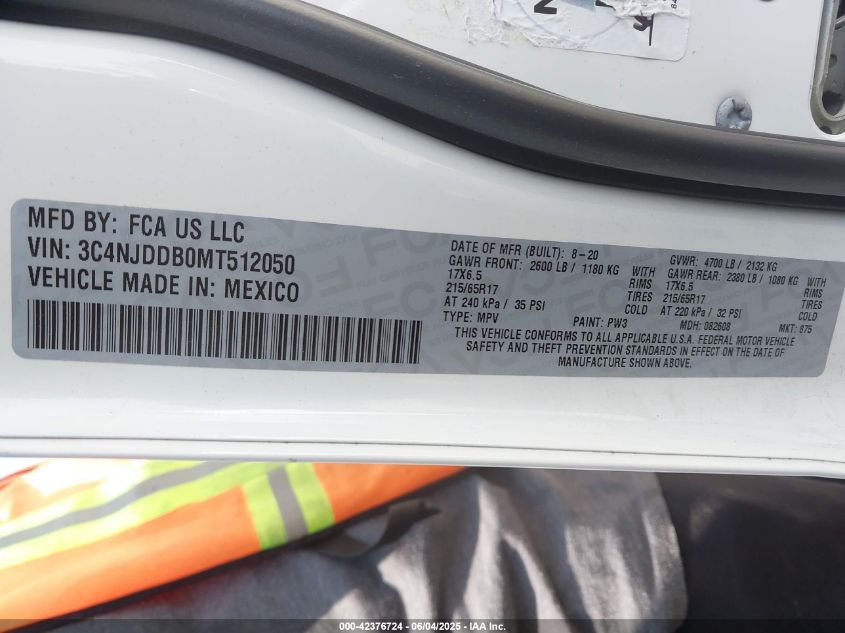 MFD BY: FCA US LLC
VIN: 3C4NJDDB0MT512050
VEHICLE MADE IN: MEXICO
DATE OF MFR (BUILT): 8-20
GAWR FRONT: 2600 LB / 1180 KG WITH
17X6.5 RIMS
215/65R17 TIRES
AT 240 kPa / 35 PSI COLD
TYPE: MPV PAINT: PW3
GVWR: 4700 LB / 2132 KG
GAWR REAR: 2380 LB / 1080 KG WITH
17X6.5 RIMS
215/65R17 TIRES
AT 220 kPa / 32 PSI COLD
MDH: 082608 MKT: 875
THIS VEHICLE CONFORMS TO ALL APPLICABLE U.S.A. FEDERAL MOTOR VEHICLE
SAFETY AND THEFT PREVENTION STANDARDS IN EFFECT ON THE DATE OF
MANUFACTURE SHOWN ABOVE.
000-42376724 | 06/04/2025 | IAA Inc.